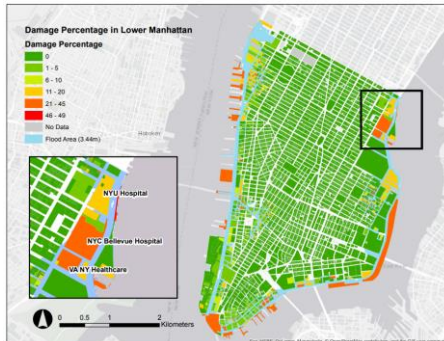 Damage Percentage in Lower Manhattan
Damage Percentage
0
1 - 5
6 - 10
11 - 20
21 - 45
46 - 49
No Data
Flood Area (3.44m)
Hoboken
NYU Hospital
NYC Bellevue Hospital
VA NY Healthcare
0 0.5 1 2
Kilometers